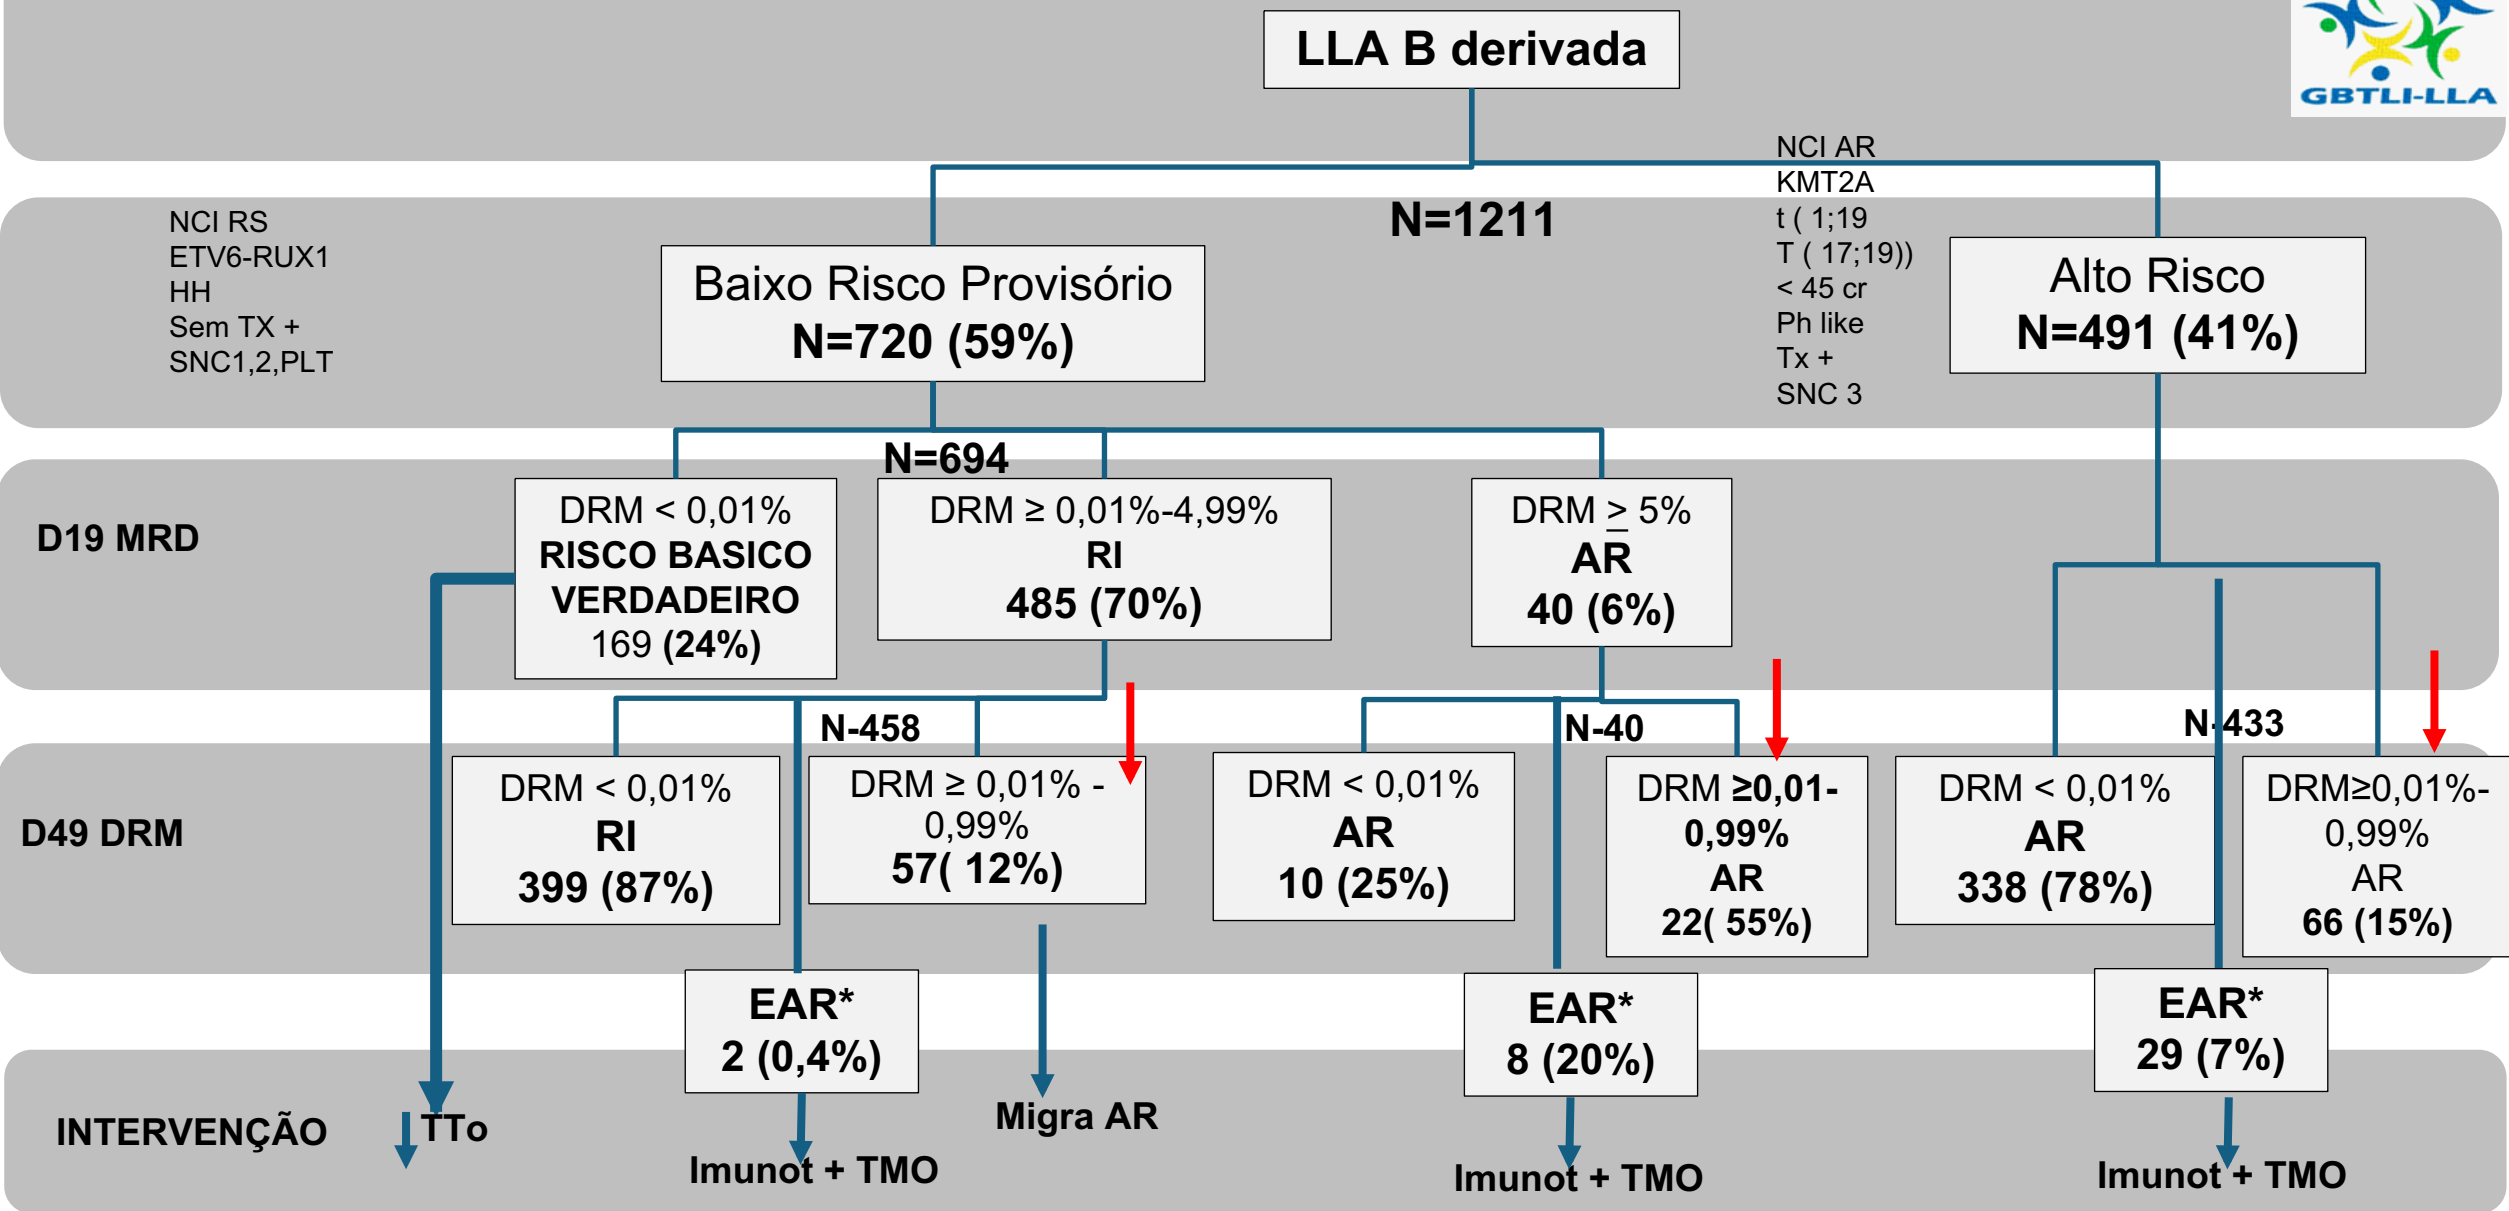 LLA B derivada
GBTLI-LLA
NCI RS
ETV6-RUX1
HH
Sem TX +
SNC1,2,PLT
N=1211
NCI AR
KMT2A
t ( 1;19
T ( 17;19))
< 45 cr
Ph like
Tx +
SNC 3
Baixo Risco Provisório
N=720 (59%)
Alto Risco
N=491 (41%)
N=694
D19 MRD
DRM < 0,01%
RISCO BASICO
VERDADEIRO
169 (24%)
DRM ≥ 0,01%-4,99%
RI
485 (70%)
DRM ≥ 5%
AR
40 (6%)
N-458
N-40
N-433
D49 DRM
DRM < 0,01%
RI
399 (87%)
DRM ≥ 0,01% -
0,99%
57( 12%)
DRM < 0,01%
AR
10 (25%)
DRM ≥0,01-
0,99%
AR
22( 55%)
DRM < 0,01%
AR
338 (78%)
DRM≥0,01%-
0,99%
AR
66 (15%)
EAR*
2 (0,4%)
EAR*
8 (20%)
EAR*
29 (7%)
INTERVENÇÃO
TTo
Imunot + TMO
Migra AR
Imunot + TMO
Imunot + TMO